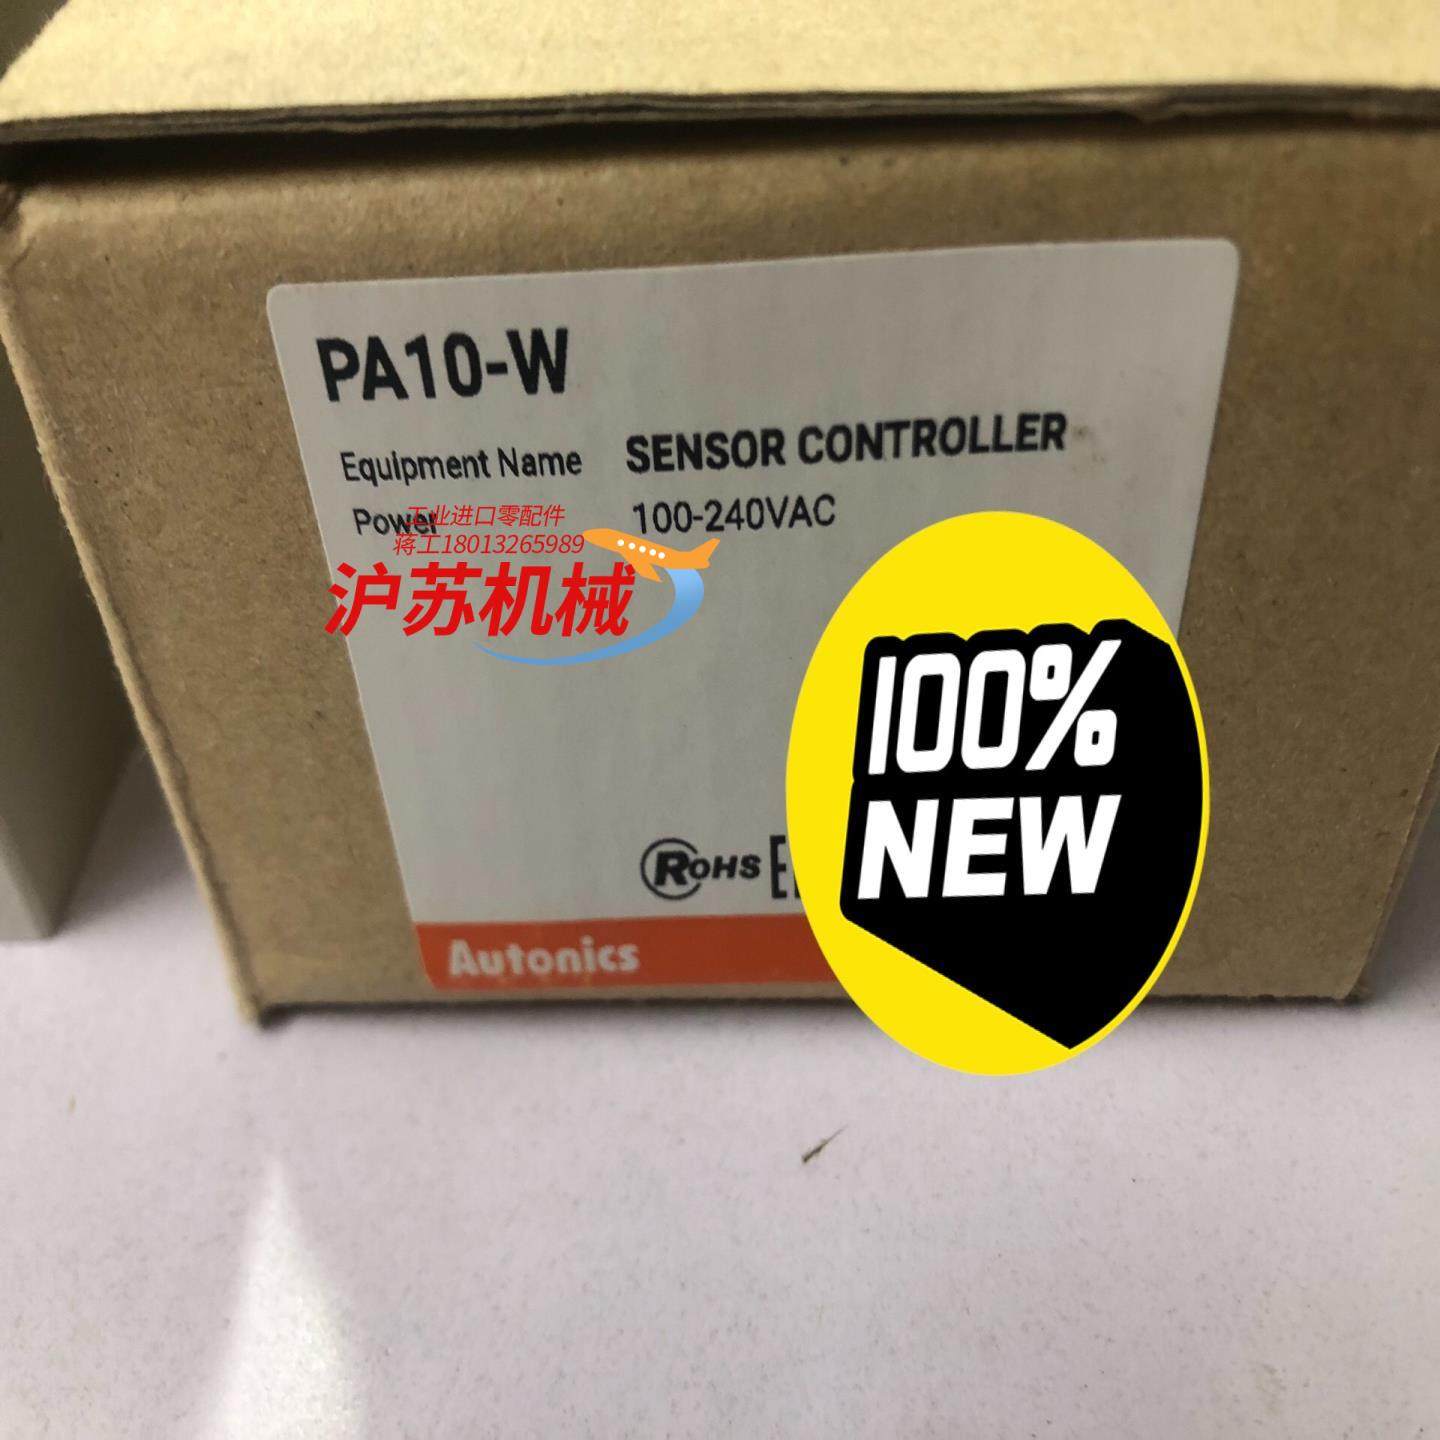 PA10-W
Equipment Name SENSOR CONTROLLER
Power 100-240VAC
工业进口零配件
蒋工18013265989
沪苏机械
100%
NEW
RoHS
Autonics